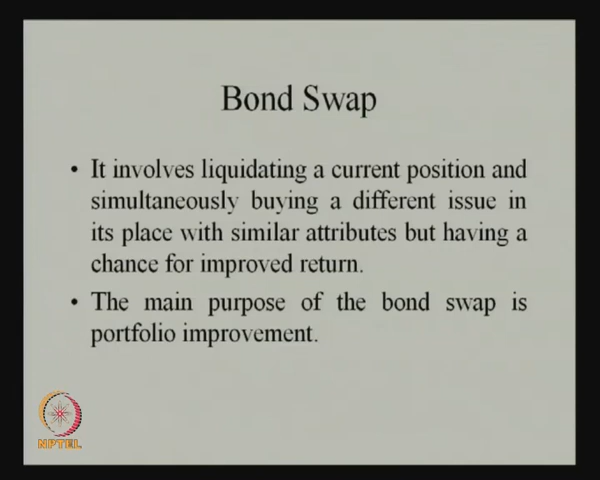 Bond Swap
• It involves liquidating a current position and
simultaneously buying a different issue in
its place with similar attributes but having a
chance for improved return.
• The main purpose of the bond swap is
portfolio improvement.
NPTEL